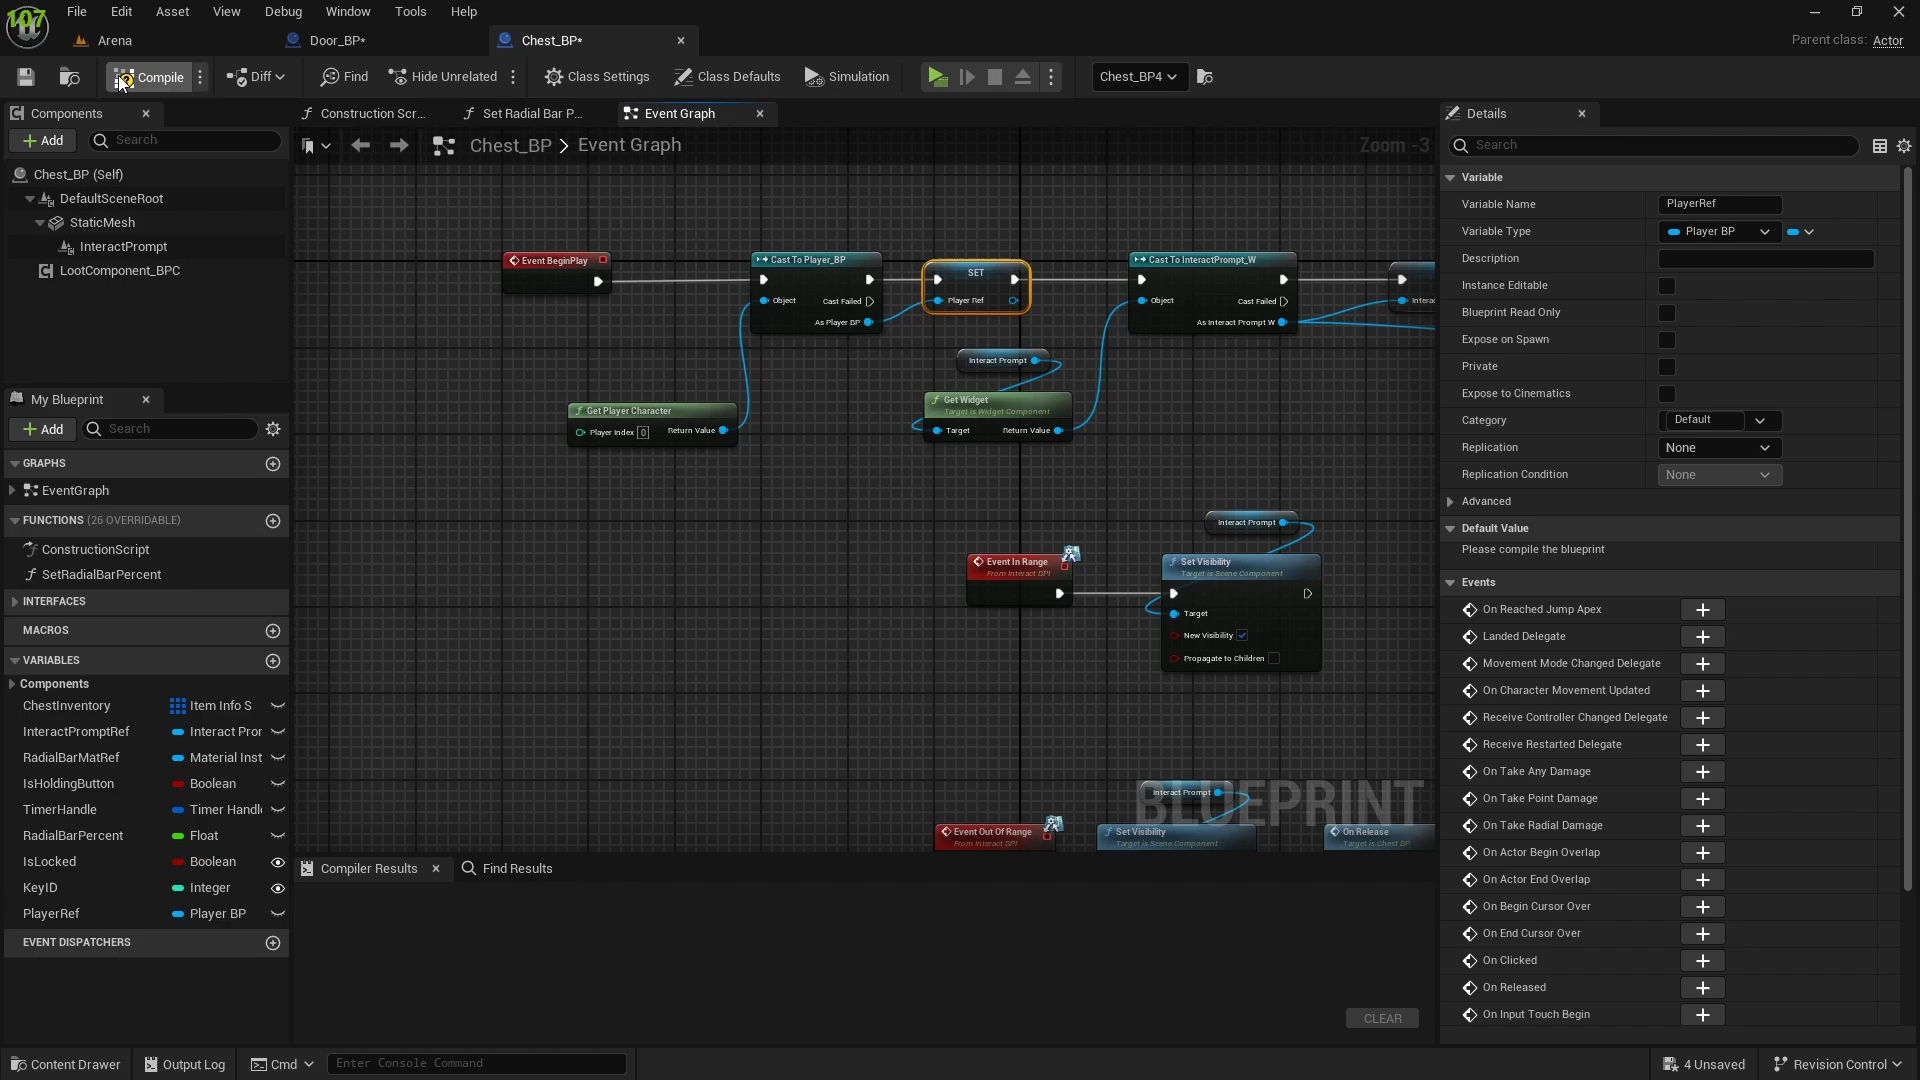 107
File Edit Asset View Debug Window Tools Help
Arena
Door_BP*
Chest_BP*
Parent class: Actor
Compile
Diff
Find
Hide Unrelated
Class Settings
Class Defaults
Simulation
Chest_BP4
Components
Add
Search
Chest_BP (Self)
DefaultSceneRoot
StaticMesh
InteractPrompt
LootComponent_BPC
My Blueprint
Add
Search
GRAPHS
EventGraph
FUNCTIONS (26 OVERRIDABLE)
ConstructionScript
SetRadialBarPercent
INTERFACES
MACROS
VARIABLES
Components
ChestInventory Item Info S
InteractPromptRef Interact Pror
RadialBarMatRef Material Inst
IsHoldingButton Boolean
TimerHandle Timer Handl
RadialBarPercent Float
IsLocked Boolean
KeyID Integer
PlayerRef Player BP
EVENT DISPATCHERS
Construction Scr...
Set Radial Bar P...
Event Graph
Chest_BP > Event Graph
Zoom -3
Event BeginPlay
Cast To Player_BP
Object
Cast Failed
As Player BP
SET
Player Ref
Cast To InteractPrompt_W
Object
Cast Failed
As Interact Prompt W
Interac
Interact Prompt
Get Widget
Target is Widget Component
Target
Return Value
Get Player Character
Player Index 0
Return Value
Interact Prompt
Event In Range
From Interact BPI
Set Visibility
Target is Scene Component
Target
New Visibility
Propagate to Children
Interact Prompt
BLUEPRINT
Event Out Of Range
From Interact BPI
Set Visibility
Target is Scene Component
On Release
Target is Chest BP
Compiler Results
Find Results
CLEAR
Details
Search
Variable
Variable Name PlayerRef
Variable Type Player BP
Description
Instance Editable
Blueprint Read Only
Expose on Spawn
Private
Expose to Cinematics
Category Default
Replication None
Replication Condition None
Advanced
Default Value
Please compile the blueprint
Events
On Reached Jump Apex
Landed Delegate
Movement Mode Changed Delegate
On Character Movement Updated
Receive Controller Changed Delegate
Receive Restarted Delegate
On Take Any Damage
On Take Point Damage
On Take Radial Damage
On Actor Begin Overlap
On Actor End Overlap
On Begin Cursor Over
On End Cursor Over
On Clicked
On Released
On Input Touch Begin
Content Drawer
Output Log
Cmd
Enter Console Command
4 Unsaved
Revision Control